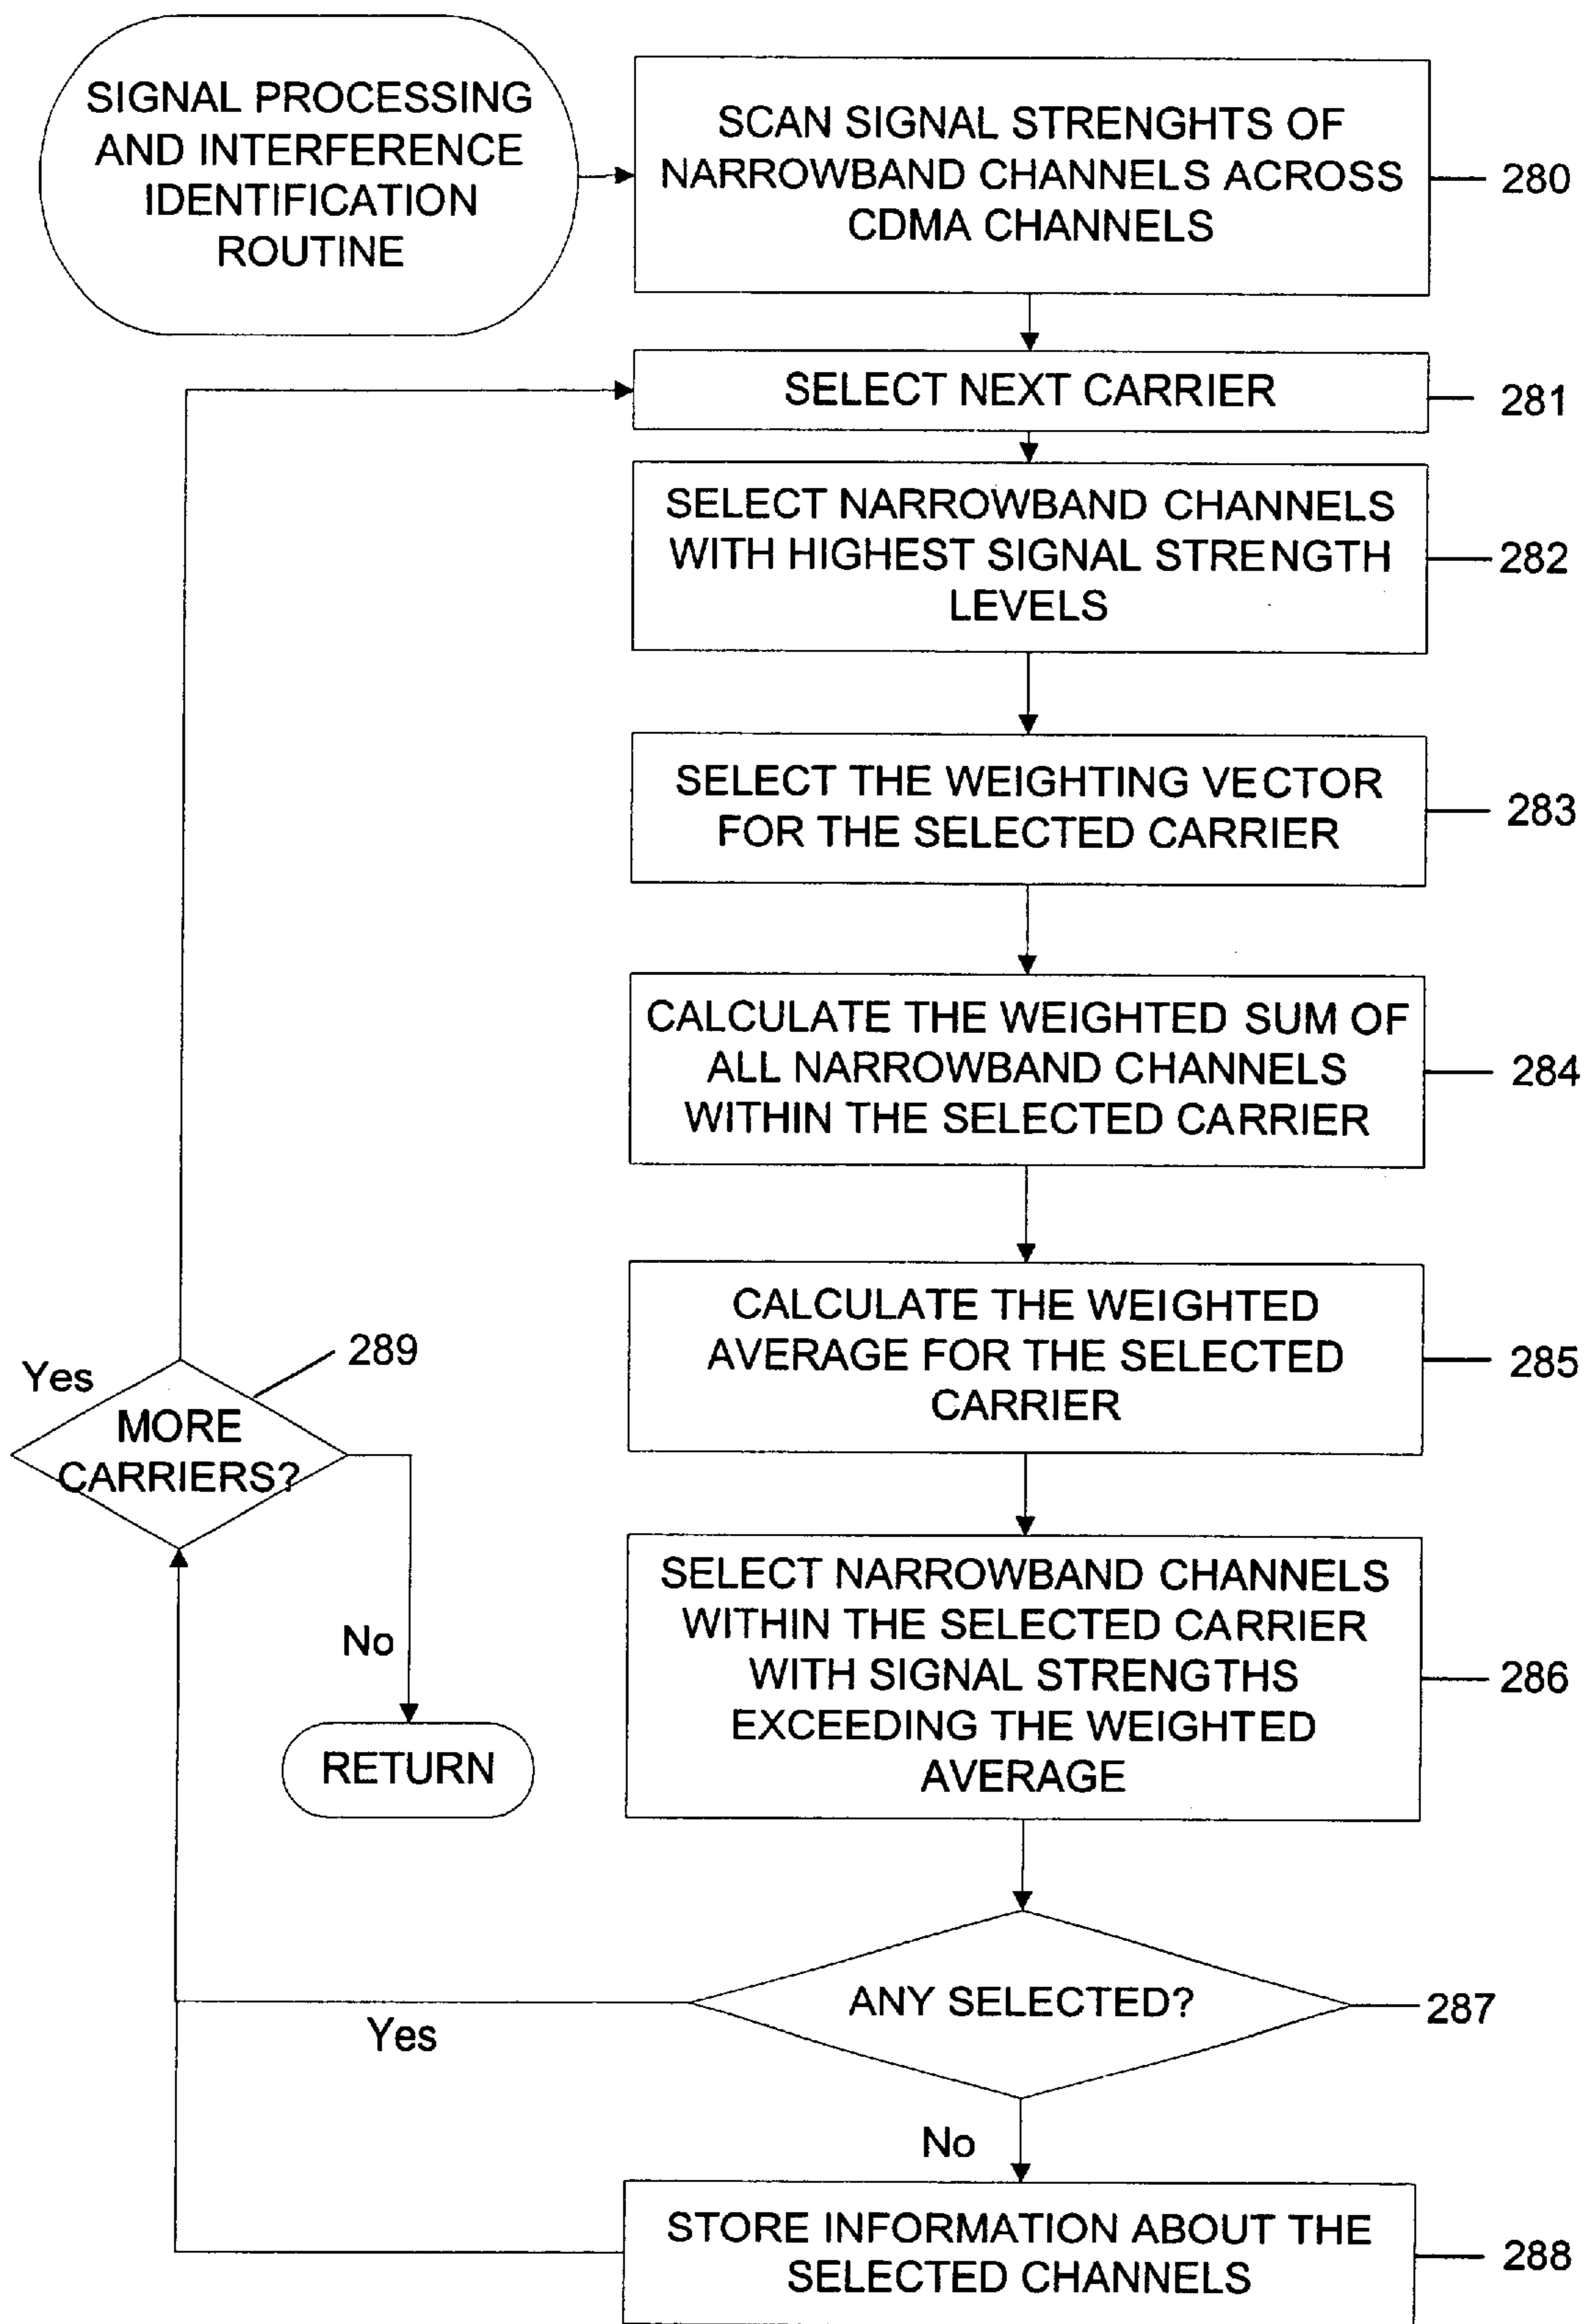 SIGNAL PROCESSING
AND INTERFERENCE
IDENTIFICATION
ROUTINE
SCAN SIGNAL STRENGHTS OF
NARROWBAND CHANNELS ACROSS
CDMA CHANNELS
280
SELECT NEXT CARRIER
281
SELECT NARROWBAND CHANNELS
WITH HIGHEST SIGNAL STRENGTH
LEVELS
282
SELECT THE WEIGHTING VECTOR
FOR THE SELECTED CARRIER
283
CALCULATE THE WEIGHTED SUM OF
ALL NARROWBAND CHANNELS
WITHIN THE SELECTED CARRIER
284
CALCULATE THE WEIGHTED
AVERAGE FOR THE SELECTED
CARRIER
285
289
Yes
MORE
CARRIERS?
No
RETURN
SELECT NARROWBAND CHANNELS
WITHIN THE SELECTED CARRIER
WITH SIGNAL STRENGTHS
EXCEEDING THE WEIGHTED
AVERAGE
286
ANY SELECTED?
287
Yes
No
STORE INFORMATION ABOUT THE
SELECTED CHANNELS
288